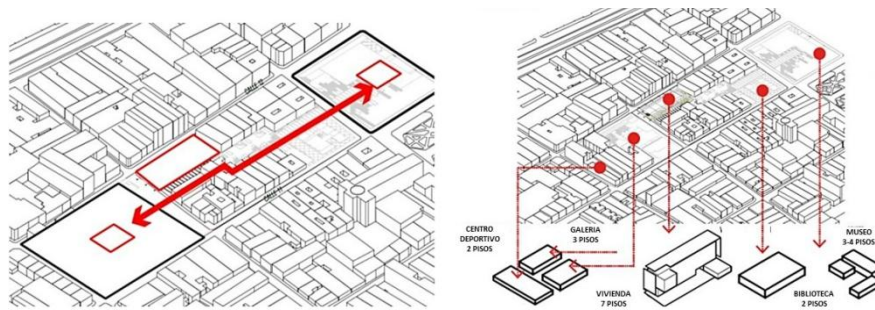 CENTRO
DEPORTIVO
2 PISOS
GALERIA
3 PISOS
VIVIENDA
7 PISOS
BIBLIOTECA
2 PISOS
MUSEO
3-4 PISOS